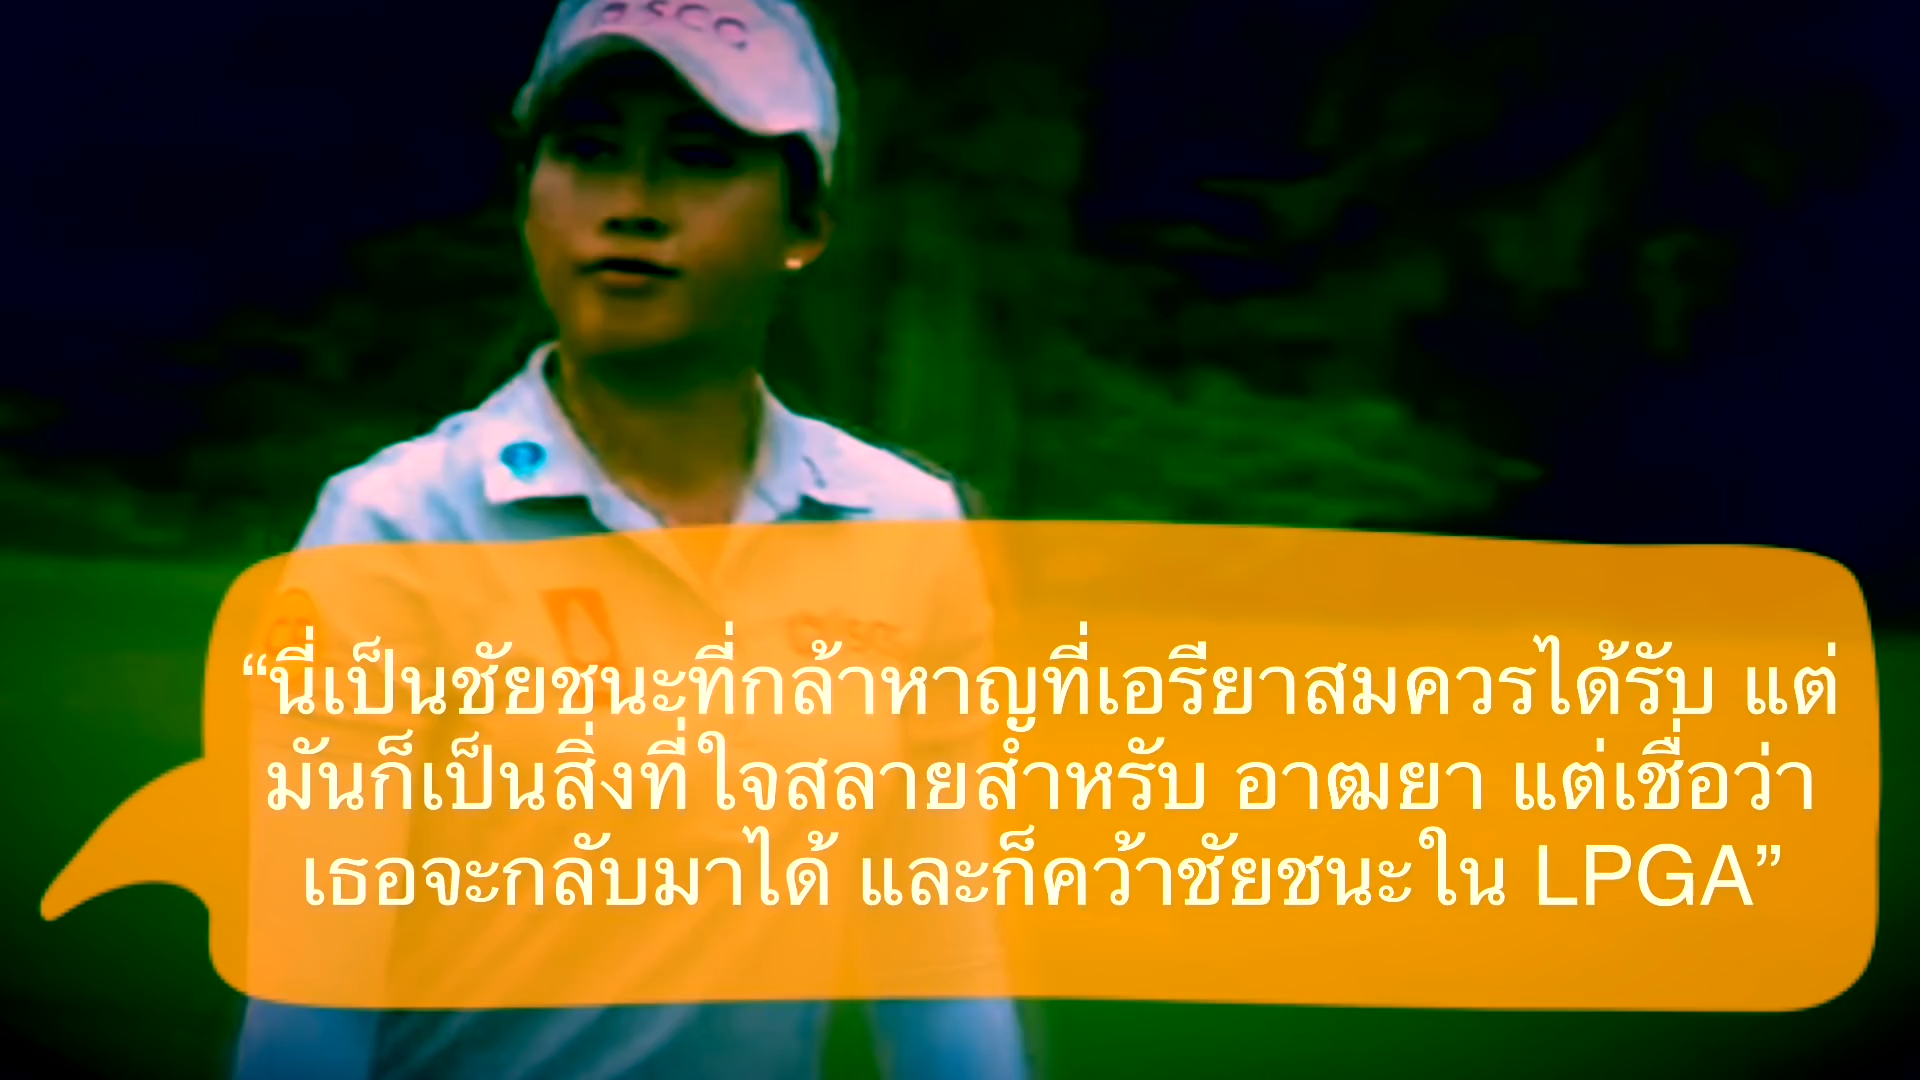 SCG
“นี่เป็นชัยชนะที่กล้าหาญที่เอรียาสมควรได้รับ แต่
มันก็เป็นสิ่งที่ใจสลายสำหรับ อาฒยา แต่เชื่อว่า
เธอจะกลับมาได้ และก็คว้าชัยชนะใน LPGA”